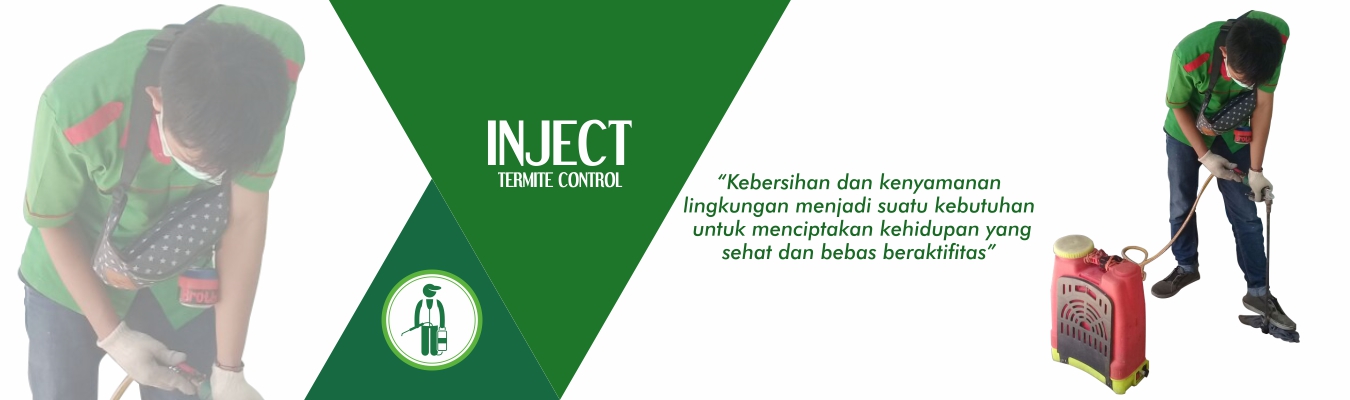 INJECT
TERMITE CONTROL
“Kebersihan dan kenyamanan
lingkungan menjadi suatu kebutuhan
untuk menciptakan kehidupan yang
sehat dan bebas beraktifitas”